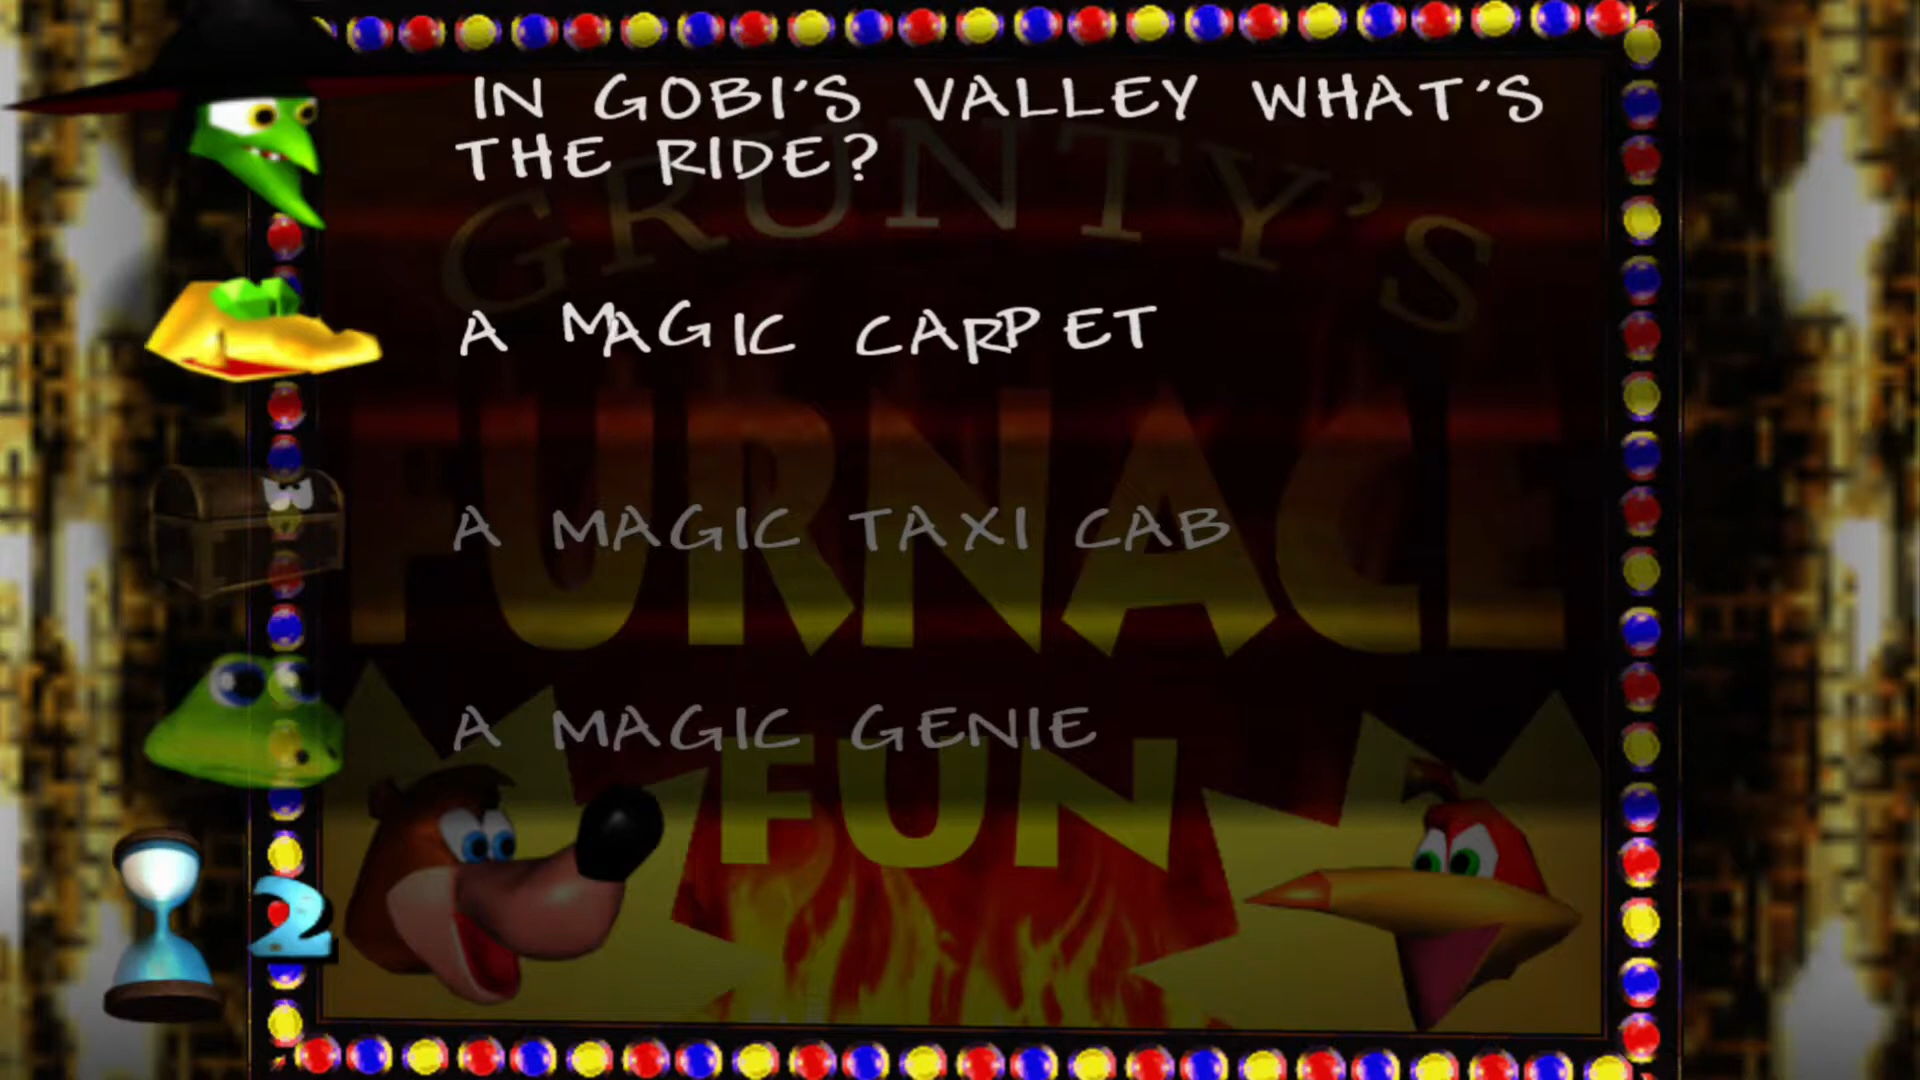 IN GOBI'S VALLEY WHAT'S
THE RIDE?
GRUNTY'S
A MAGIC CARPET
FURNACE
A MAGIC TAXI CAB
A MAGIC GENIE
FUN
2